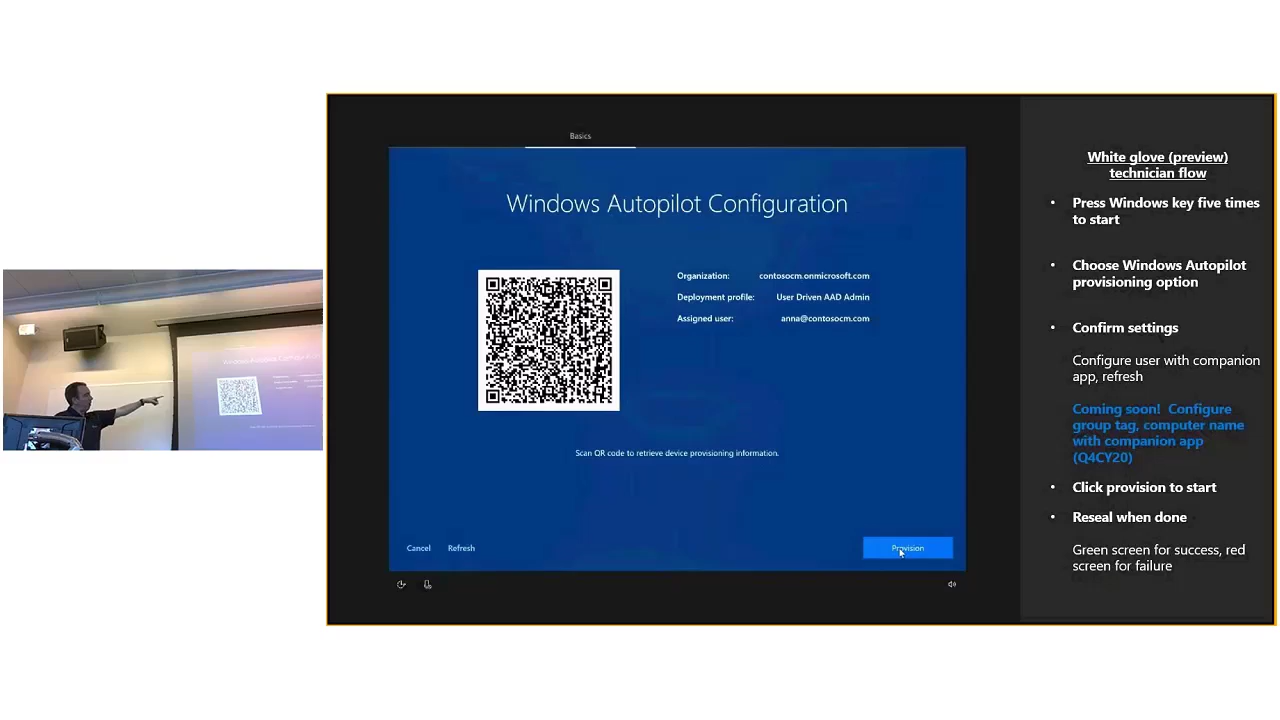 Basics
Windows Autopilot Configuration
Organization: contosocm.onmicrosoft.com
Deployment profile: User Driven AAD Admin
Assigned user: anna@contosocm.com
Scan QR code to retrieve device provisioning information.
Cancel Refresh Provision
White glove (preview)
technician flow
• Press Windows key five times
to start
• Choose Windows Autopilot
provisioning option
• Confirm settings
Configure user with companion
app, refresh
Coming soon! Configure
group tag, computer name
with companion app
(Q4CY20)
• Click provision to start
• Reseal when done
Green screen for success, red
screen for failure
Windows Autopilot Configuration